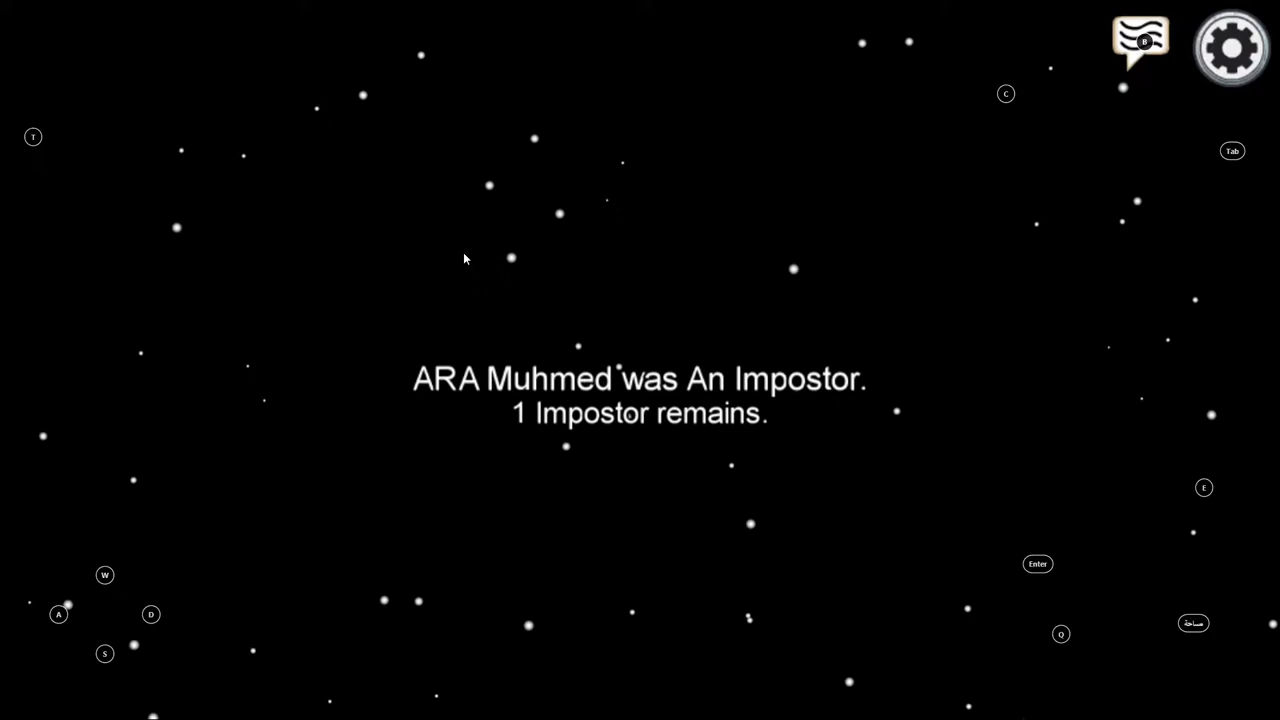 B
C
T
Tab
ARA Muhmed was An Impostor.
1 Impostor remains.
E
Enter
W
A
D
مساحة
Q
S